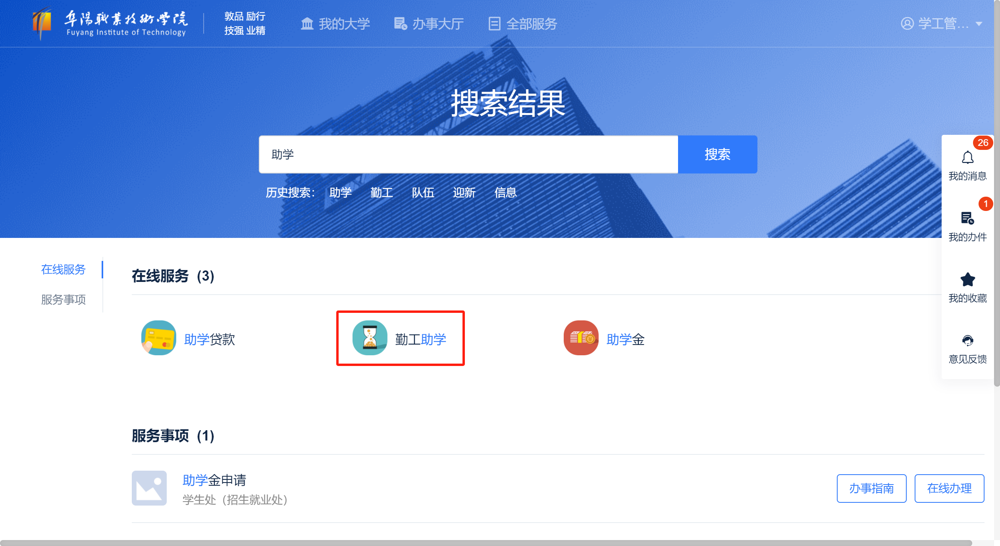 阜陽職業技術學院
Fuyang Institute of Technology
敦品 励行
技强 业精
我的大学
办事大厅
全部服务
学工管...
搜索结果
助学
搜索
历史搜索：
助学
勤工
队伍
迎新
信息
26
我的消息
1
我的办件
我的收藏
意见反馈
在线服务
服务事项
在线服务 (3)
助学贷款
勤工助学
助学金
服务事项 (1)
助学金申请
学生处（招生就业处）
办事指南
在线办理